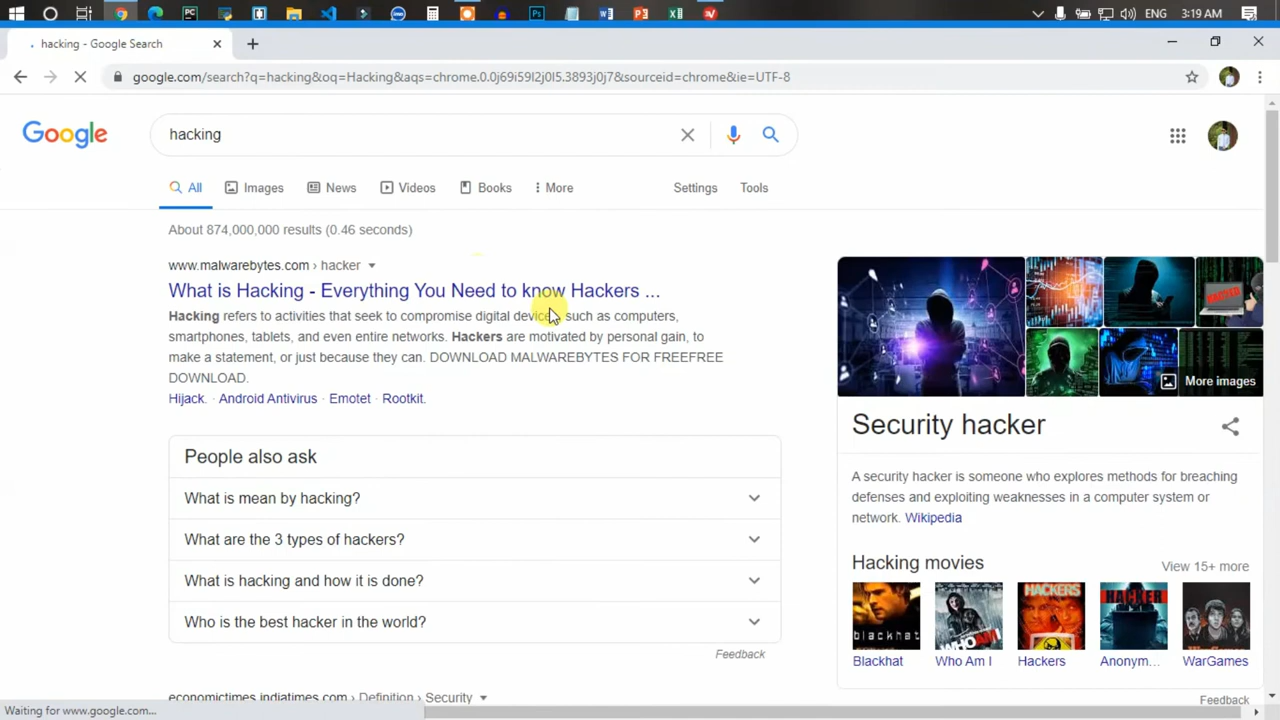 PC
ENG
3:19 AM
hacking - Google Search
google.com/search?q=hacking&oq=Hacking&aqs=chrome.0.0j69i59l2j0l5.3893j0j7&sourceid=chrome&ie=UTF-8
Google
hacking
All
Images
News
Videos
Books
More
Settings
Tools
About 874,000,000 results (0.46 seconds)
www.malwarebytes.com › hacker
What is Hacking - Everything You Need to know Hackers ...
Hacking refers to activities that seek to compromise digital devices, such as computers,
smartphones, tablets, and even entire networks. Hackers are motivated by personal gain, to
make a statement, or just because they can. DOWNLOAD MALWAREBYTES FOR FREEFREE
DOWNLOAD.
Hijack. · Android Antivirus · Emotet · Rootkit.
People also ask
What is mean by hacking?
What are the 3 types of hackers?
What is hacking and how it is done?
Who is the best hacker in the world?
Feedback
economictimes.indiatimes.com › Definition › Security
Waiting for www.google.com...
HACKED
More images
Security hacker
A security hacker is someone who explores methods for breaching
defenses and exploiting weaknesses in a computer system or
network. Wikipedia
Hacking movies
View 15+ more
blackhat
WHO AM I
HACKERS
HACKER
Blackhat
Who Am I
Hackers
Anonym...
WarGames
Feedback